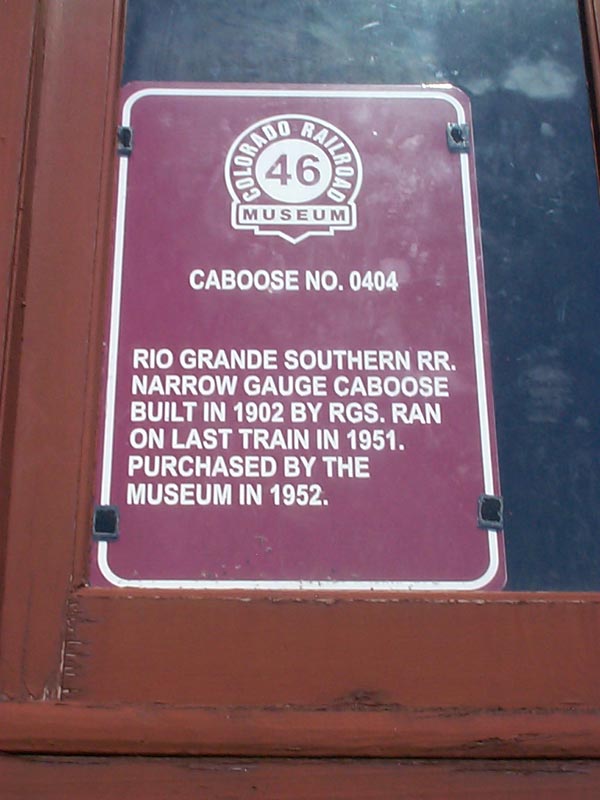 COLORADO RAILROAD
46
MUSEUM
CABOOSE NO. 0404
RIO GRANDE SOUTHERN RR.
NARROW GAUGE CABOOSE
BUILT IN 1902 BY RGS. RAN
ON LAST TRAIN IN 1951.
PURCHASED BY THE
MUSEUM IN 1952.